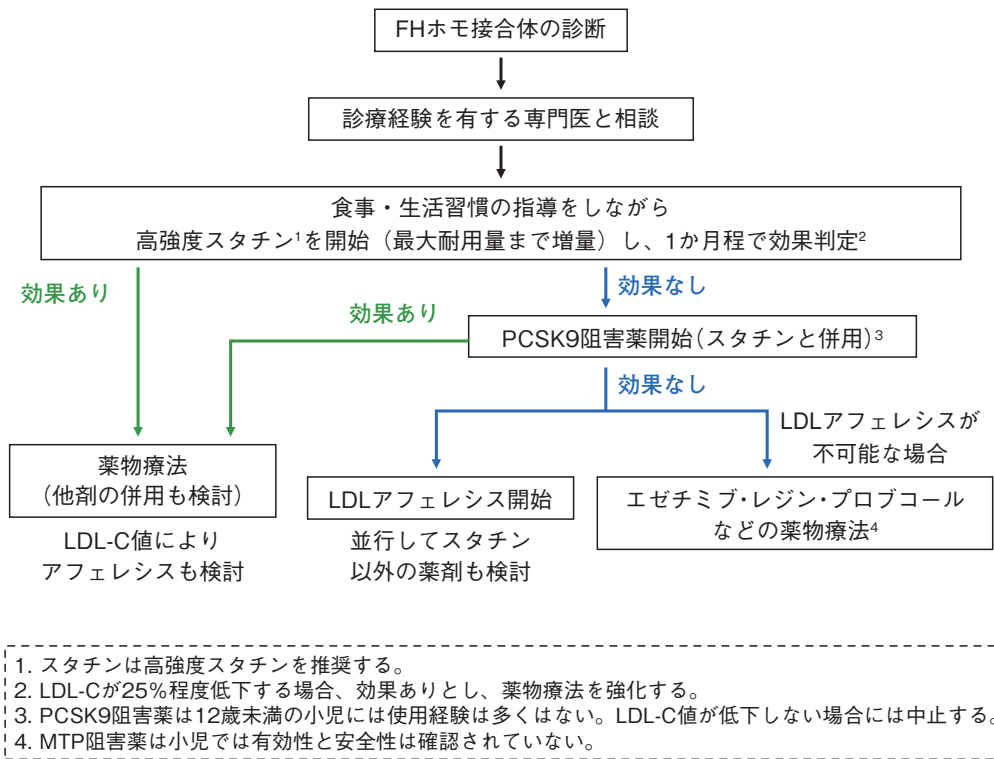 FHホモ接合体の診断
診療経験を有する専門医と相談
食事・生活習慣の指導をしながら
高強度スタチン¹を開始（最大耐用量まで増量）し、1か月程で効果判定²
効果あり
効果なし
効果あり
PCSK9阻害薬開始（スタチンと併用）³
効果なし
LDLアフェレシスが
不可能な場合
薬物療法
（他剤の併用も検討）
LDLアフェレシス開始
エゼチミブ・レジン・プロブコール
などの薬物療法⁴
LDL-C値により
アフェレシスも検討
並行してスタチン
以外の薬剤も検討
1. スタチンは高強度スタチンを推奨する。
2. LDL-Cが25%程度低下する場合、効果ありとし、薬物療法を強化する。
3. PCSK9阻害薬は12歳未満の小児には使用経験は多くはない。LDL-C値が低下しない場合には中止する。
4. MTP阻害薬は小児では有効性と安全性は確認されていない。